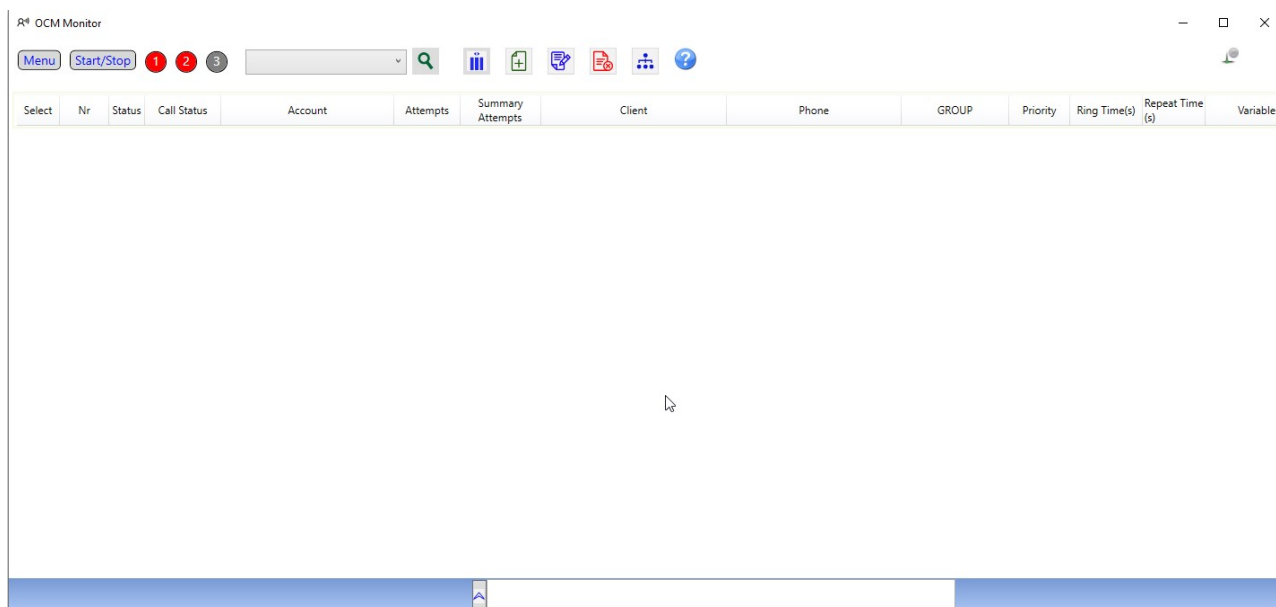 OCM Monitor
Menu Start/Stop 1 2 3 ?
Select Nr Status Call Status Account Attempts Summary Attempts Client Phone GROUP Priority Ring Time(s) Repeat Time (s) Variable